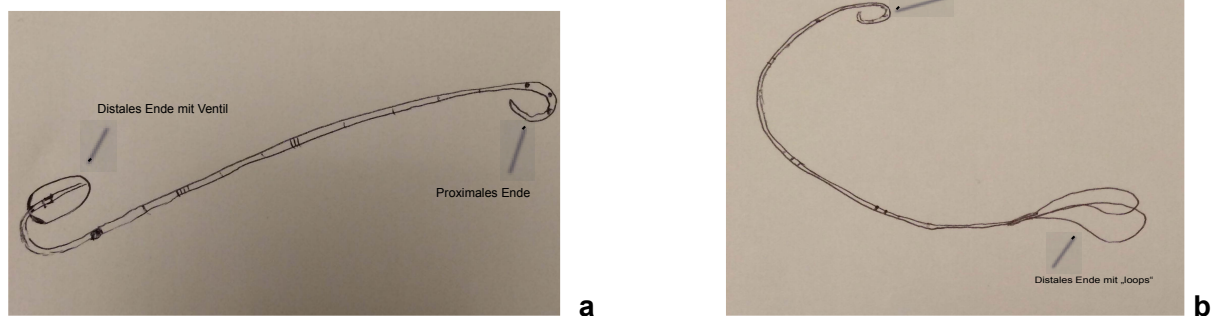 Distales Ende mit Ventil
Proximales Ende
a
Distales Ende mit „loops“
b